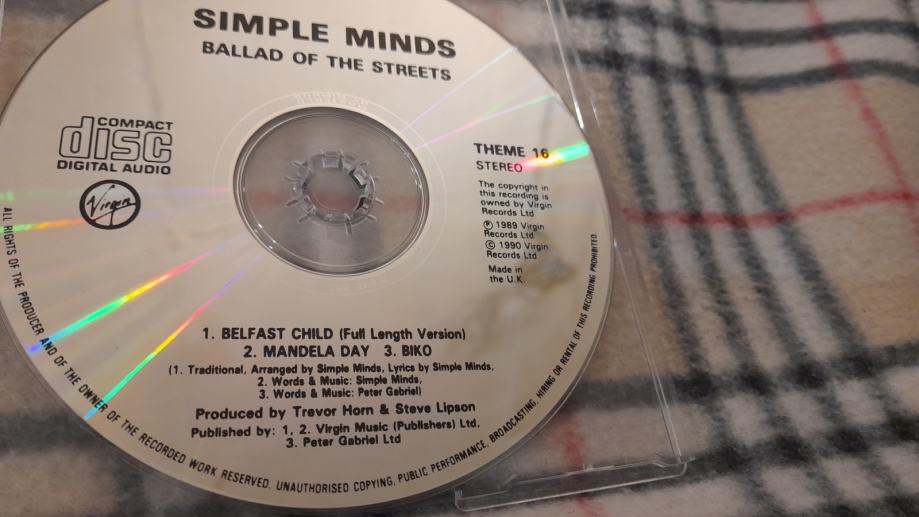 SIMPLE MINDS
BALLAD OF THE STREETS
COMPACT
disc
DIGITAL AUDIO
Virgin
THEME 16
STEREO
The copyright in
this recording is
owned by Virgin
Records Ltd
Ⓟ 1989 Virgin
Records Ltd
© 1990 Virgin
Records Ltd
Made in
the U.K.
1. BELFAST CHILD (Full Length Version)
2. MANDELA DAY 3. BIKO
(1. Traditional, Arranged by Simple Minds, Lyrics by Simple Minds,
2. Words & Music: Simple Minds,
3. Words & Music: Peter Gabriel)
Produced by Trevor Horn & Steve Lipson
Published by: 1, 2. Virgin Music (Publishers) Ltd,
3. Peter Gabriel Ltd
ALL RIGHTS OF THE PRODUCER AND OF THE OWNER OF THE RECORDED WORK RESERVED. UNAUTHORISED COPYING, PUBLIC PERFORMANCE, BROADCASTING, HIRING OR RENTAL OF THIS RECORDING PROHIBITED.